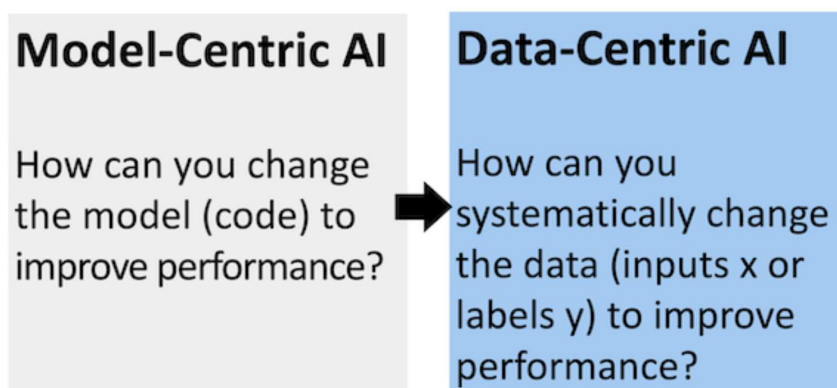 Model-Centric AI
How can you change
the model (code) to
improve performance?
Data-Centric AI
How can you
systematically change
the data (inputs x or
labels y) to improve
performance?